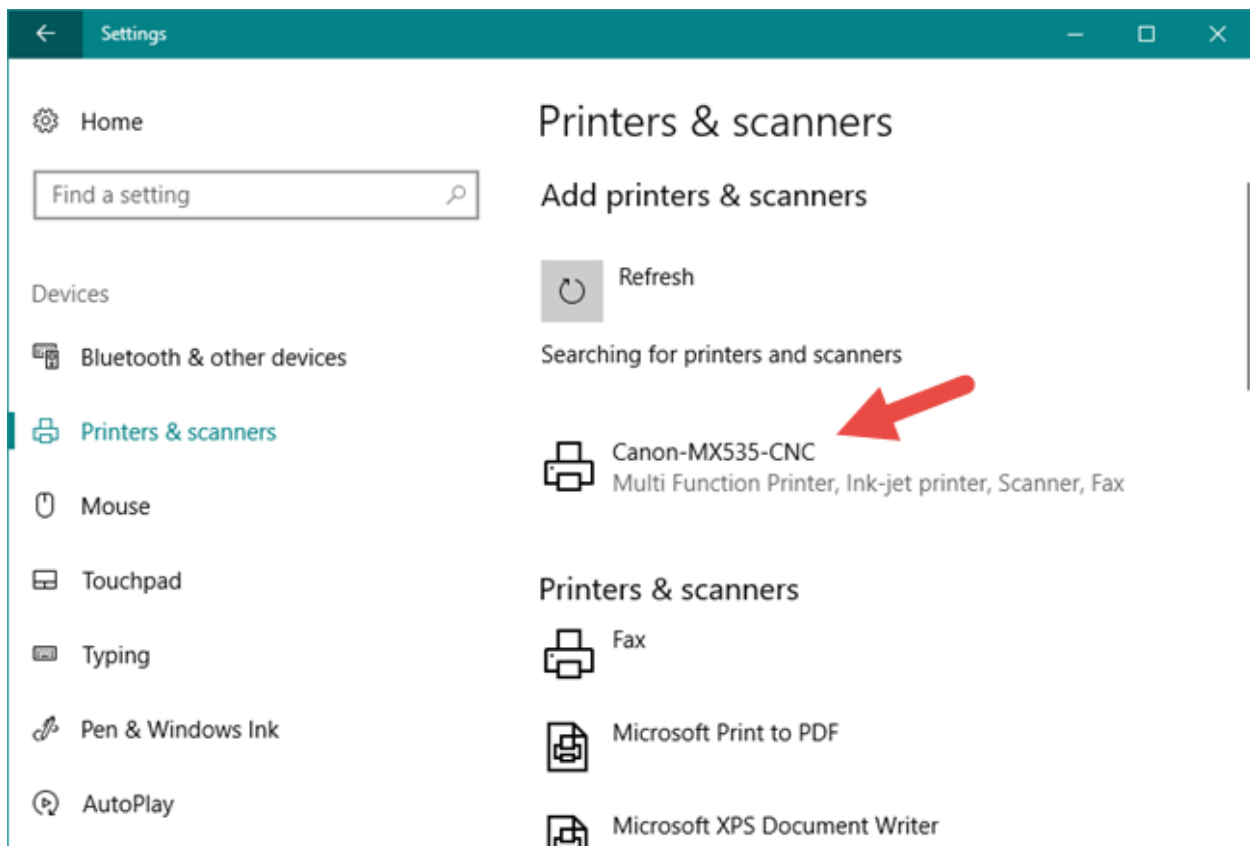 Settings
Home
Find a setting
Devices
Bluetooth & other devices
Printers & scanners
Mouse
Touchpad
Typing
Pen & Windows Ink
AutoPlay
Printers & scanners
Add printers & scanners
Refresh
Searching for printers and scanners
Canon-MX535-CNC
Multi Function Printer, Ink-jet printer, Scanner, Fax
Printers & scanners
Fax
Microsoft Print to PDF
Microsoft XPS Document Writer